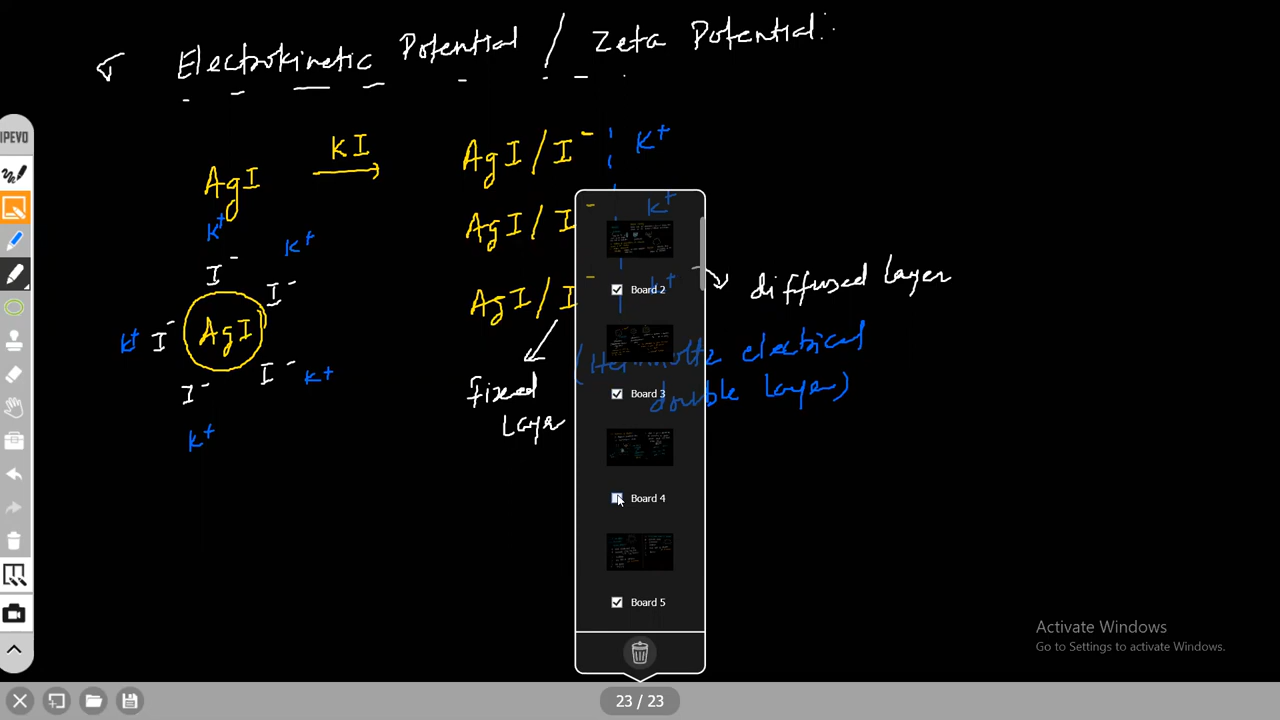 Electrokinetic Potential / Zeta Potential:
IPEVO
AgI KI AgI/I⁻ K⁺
AgI/I⁻ K⁺
AgI/I⁻ K⁺
diffused layer
K⁺
K⁺
I⁻
I⁻
K⁺ I⁻ AgI
I⁻ K⁺
I⁻
K⁺
fixed
Layer
(Helmholtz electrical
double layer)
Board 2
Board 3
Board 4
Board 5
Activate Windows
Go to Settings to activate Windows.
23 / 23